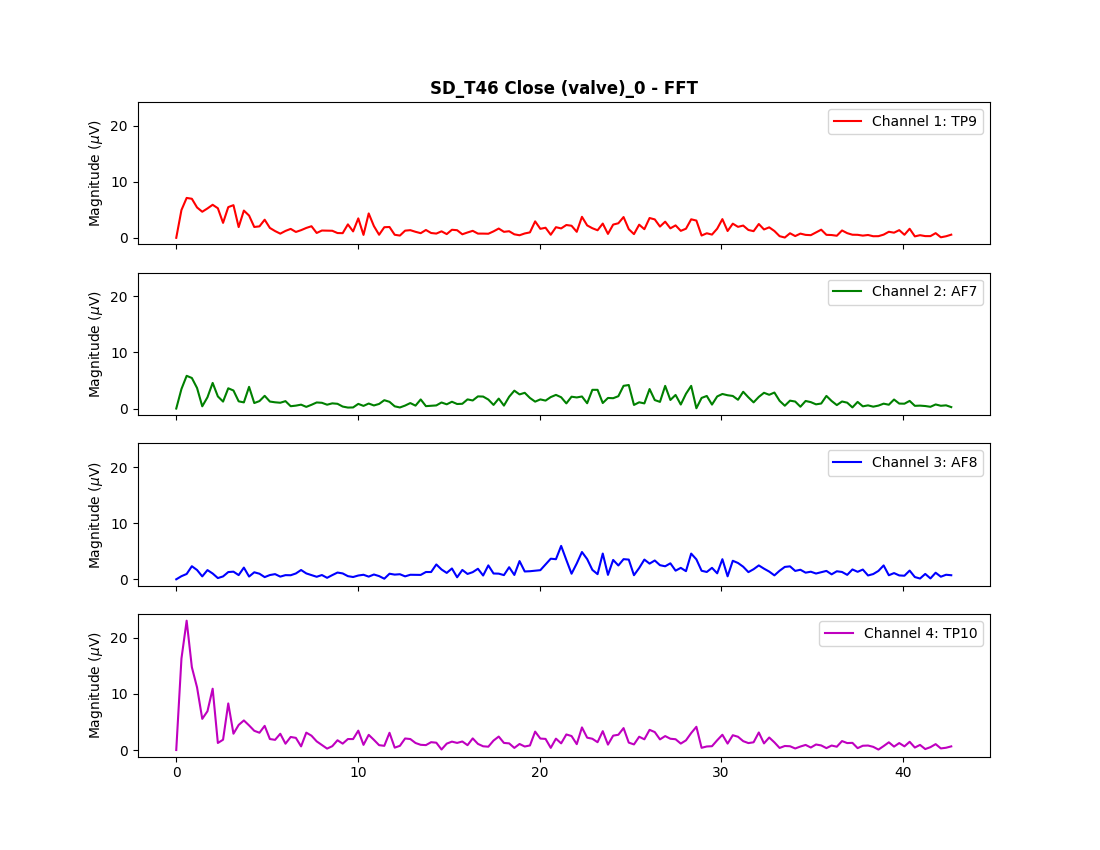 SD_T46 Close (valve)_0 - FFT
20
10
0
Magnitude (μV)
Channel 1: TP9
20
10
0
Magnitude (μV)
Channel 2: AF7
20
10
0
Magnitude (μV)
Channel 3: AF8
20
10
0
Magnitude (μV)
Channel 4: TP10
0 10 20 30 40